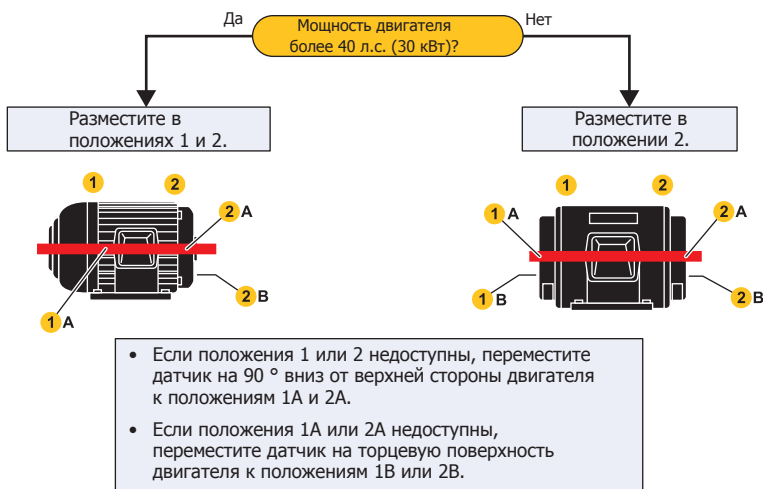 Да
Мощность двигателя
более 40 л.с. (30 кВт)?
Нет
Разместите в
положениях 1 и 2.
Разместите в
положении 2.
1
2
2 A
1 A
2 B
1
2
1 A
2 A
1 B
2 B
• Если положения 1 или 2 недоступны, переместите
датчик на 90 ° вниз от верхней стороны двигателя
к положениям 1А и 2А.
• Если положения 1А или 2А недоступны,
переместите датчик на торцевую поверхность
двигателя к положениям 1В или 2В.